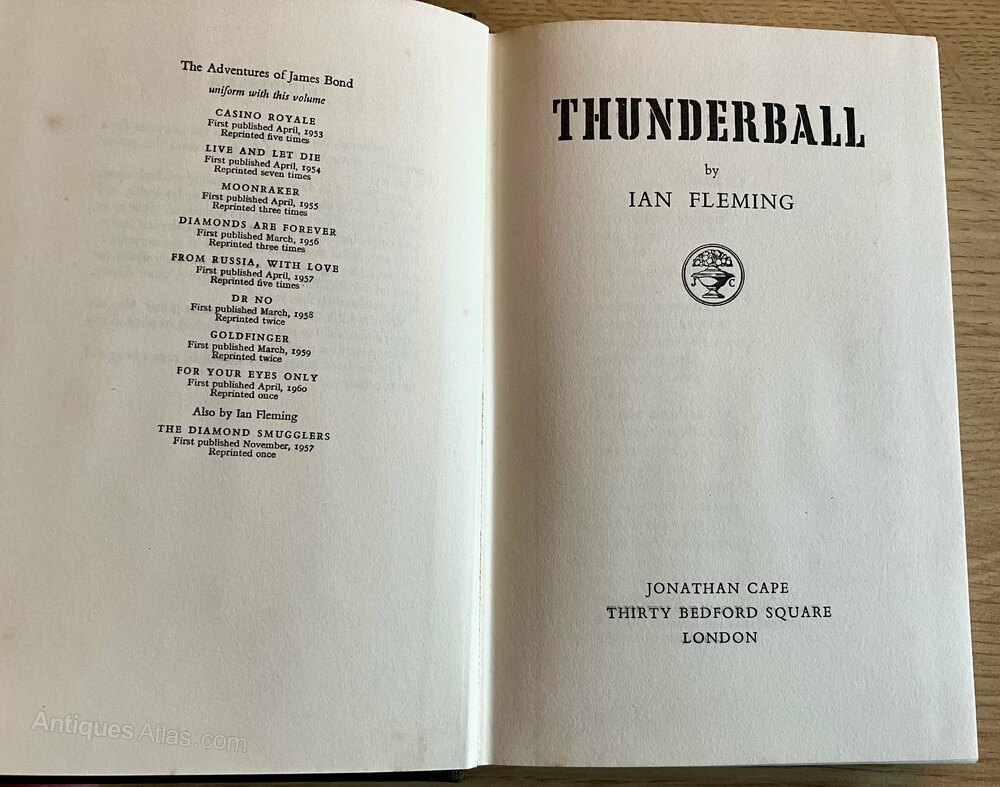 The Adventures of James Bond
uniform with this volume
CASINO ROYALE
First published April, 1953
Reprinted five times
LIVE AND LET DIE
First published April, 1954
Reprinted seven times
MOONRAKER
First published April, 1955
Reprinted three times
DIAMONDS ARE FOREVER
First published March, 1956
Reprinted three times
FROM RUSSIA, WITH LOVE
First published April, 1957
Reprinted five times
DR NO
First published March, 1958
Reprinted twice
GOLDFINGER
First published March, 1959
Reprinted twice
FOR YOUR EYES ONLY
First published April, 1960
Reprinted once
Also by Ian Fleming
THE DIAMOND SMUGGLERS
First published November, 1957
Reprinted once
AntiquesAtlas.com
THUNDERBALL
by
IAN FLEMING
J C
JONATHAN CAPE
THIRTY BEDFORD SQUARE
LONDON